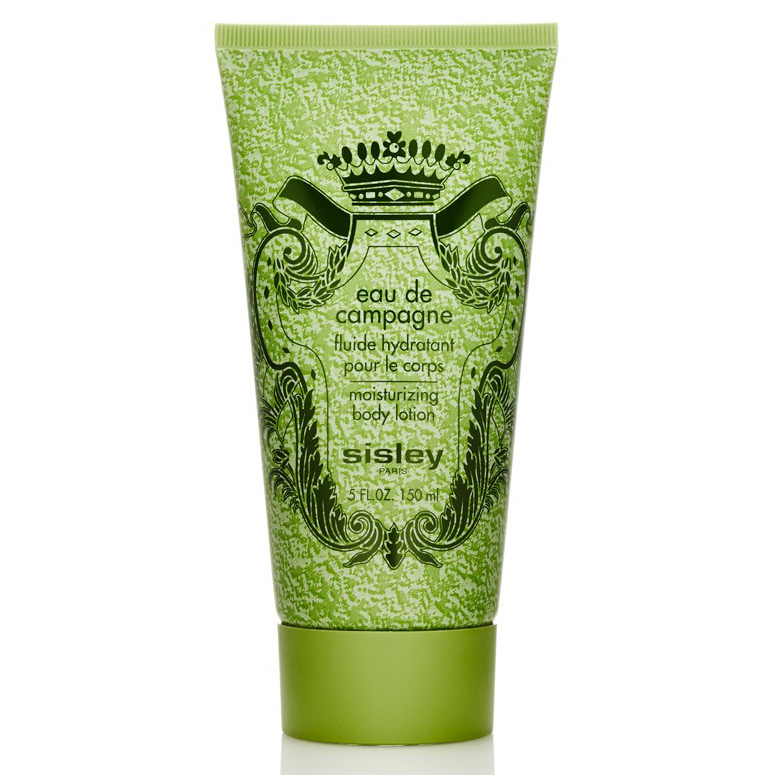 eau de
campagne
fluide hydratant
pour le corps
moisturizing
body lotion
sisley
PARIS
5 FL.OZ. 150 ml